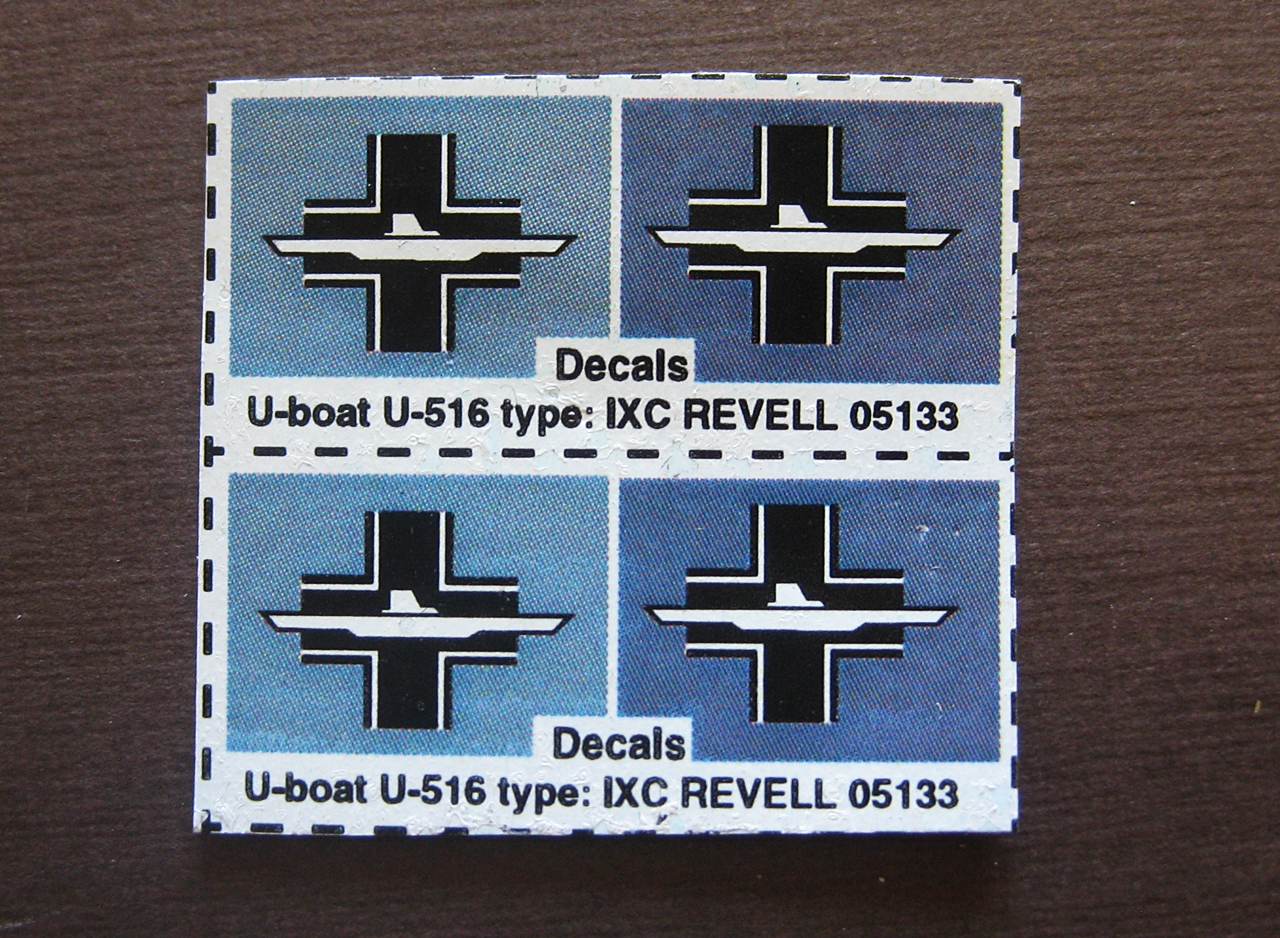 Decals
U-boat U-516 type: IXC REVELL 05133
Decals
U-boat U-516 type: IXC REVELL 05133